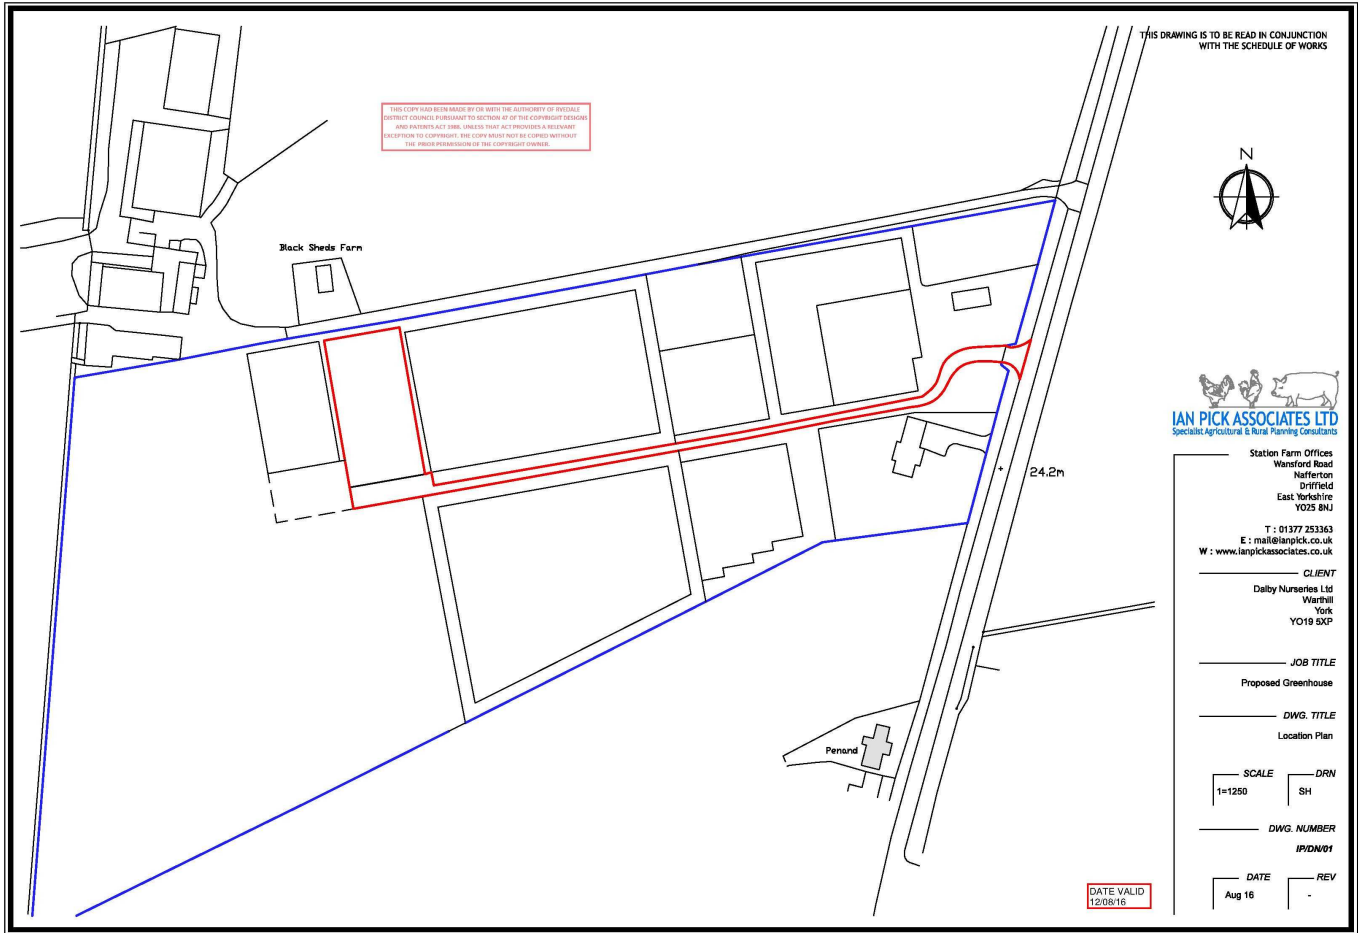 THIS DRAWING IS TO BE READ IN CONJUNCTION
WITH THE SCHEDULE OF WORKS
THIS COPY HAD BEEN MADE BY OR WITH THE AUTHORITY OF RYEDALE
DISTRICT COUNCIL PURSUANT TO SECTION 47 OF THE COPYRIGHT DESIGNS
AND PATENTS ACT 1988. UNLESS THAT ACT PROVIDES A RELEVANT
EXCEPTION TO COPYRIGHT. THE COPY MUST NOT BE COPIED WITHOUT
THE PRIOR PERMISSION OF THE COPYRIGHT OWNER.
N
Black Sheds Farm
24.2m
Penand
IAN PICK ASSOCIATES LTD
Specialist Agricultural & Rural Planning Consultants
Station Farm Offices
Wansford Road
Nafferton
Driffield
East Yorkshire
YO25 8NJ
T : 01377 253363
E : mail@ianpick.co.uk
W : www.ianpickassociates.co.uk
CLIENT
Dalby Nurseries Ltd
Warthill
York
YO19 5XP
JOB TITLE
Proposed Greenhouse
DWG. TITLE
Location Plan
SCALE
1=1250
DRN
SH
DWG. NUMBER
IP/DN/01
DATE
Aug 16
REV
-
DATE VALID
12/08/16